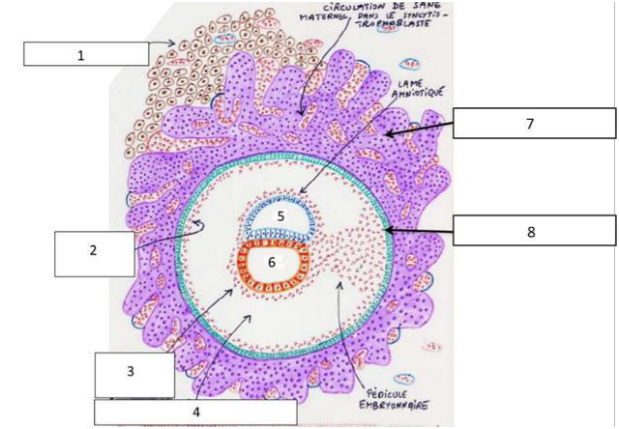 CIRCULATION DE SANG
MATERNEL DANS LE SYNCYTIO-
TROPHOBLASTE
1
LAME
AMNIOTIQUE
7
5
2
8
6
3
4
PÉDICULE
EMBRYONNAIRE